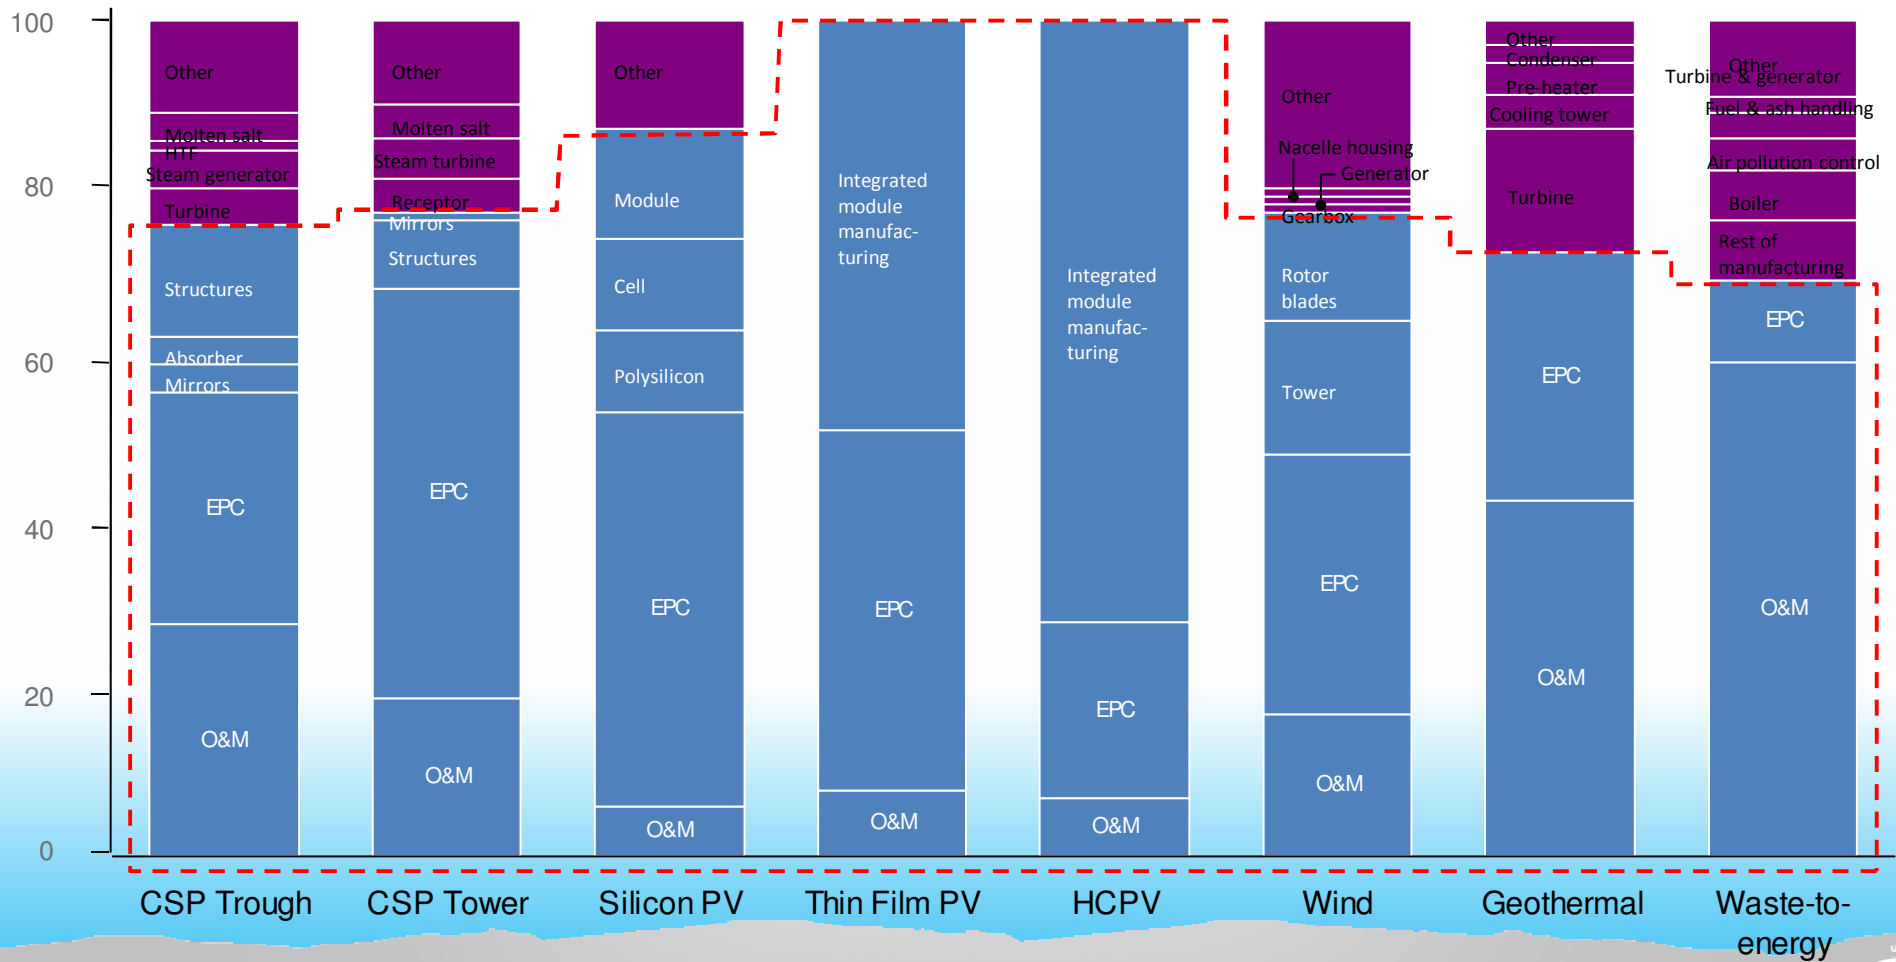 100
80
60
40
20
0
Other
Molten salt
HTF
Steam generator
Turbine
Structures
Absorber
Mirrors
EPC
O&M
CSP Trough
Other
Molten salt
Steam turbine
Receptor
Mirrors
Structures
EPC
O&M
CSP Tower
Other
Module
Cell
Polysilicon
EPC
O&M
Silicon PV
Integrated
module
manufac-
turing
EPC
O&M
Thin Film PV
Integrated
module
manufac-
turing
EPC
O&M
HCPV
Other
Nacelle housing
Generator
Gearbox
Rotor
blades
Tower
EPC
O&M
Wind
Other
Condenser
Pre-heater
Cooling tower
Turbine
EPC
O&M
Geothermal
Other
Turbine & generator
Fuel & ash handling
Air pollution control
Boiler
Rest of
manufacturing
EPC
O&M
Waste-to-
energy